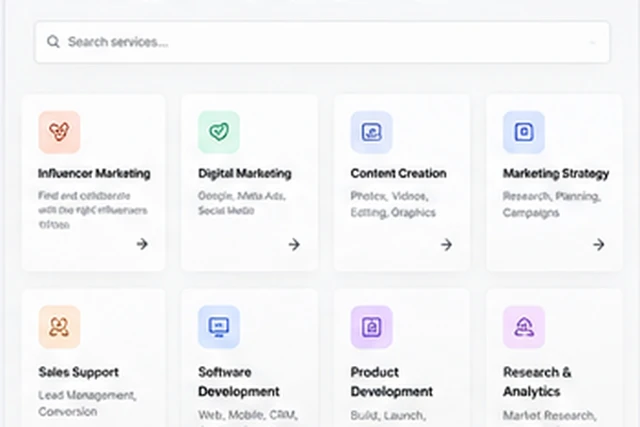 Search services...
Influencer Marketing
Find and collaborate
with the right influencers
Digital Marketing
Google, Meta Ads,
Social Media
Content Creation
Photos, Videos,
Editing, Graphics
Marketing Strategy
Research, Planning,
Campaigns
Sales Support
Lead Management,
Conversion
Software
Development
Web, Mobile, CRM,
Product
Development
Build, Launch,
Research &
Analytics
Market Research,